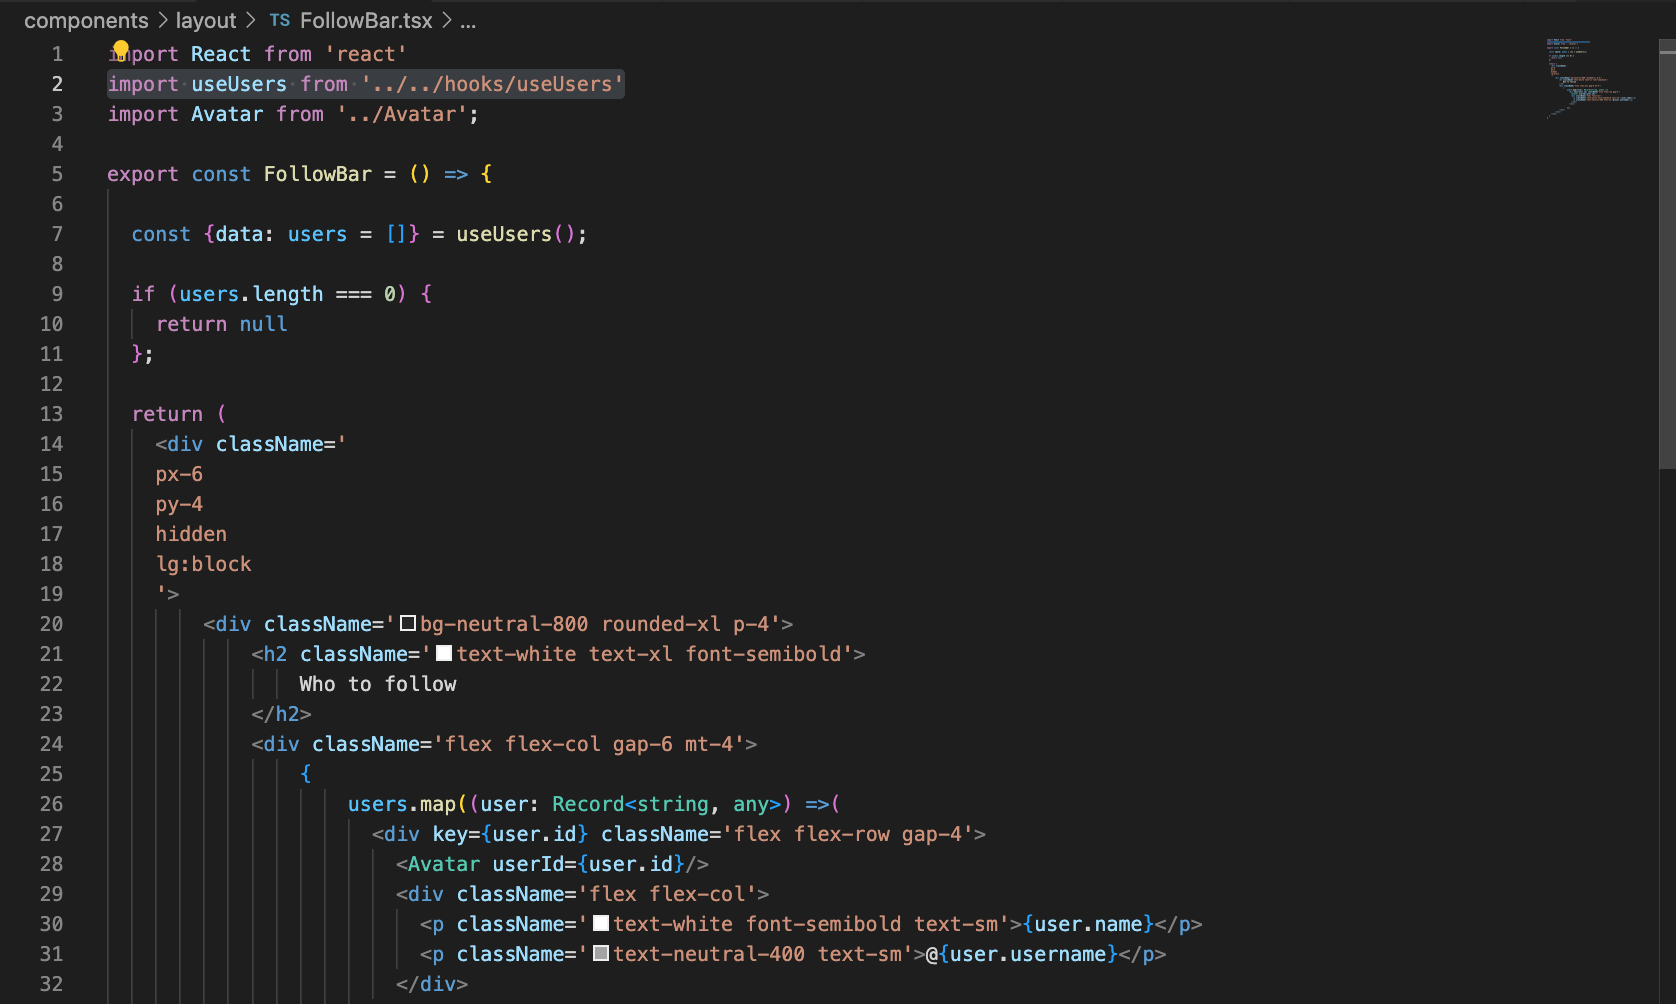 components > layout > TS FollowBar.tsx > ...
1 import React from 'react'
2 import useUsers from '../../hooks/useUsers'
3 import Avatar from '../Avatar';
4
5 export const FollowBar = () => {
6
7 const {data: users = []} = useUsers();
8
9 if (users.length === 0) {
10 return null
11 };
12
13 return (
14 <div className='
15 px-6
16 py-4
17 hidden
18 lg:block
19 '>
20 <div className='bg-neutral-800 rounded-xl p-4'>
21 <h2 className='text-white text-xl font-semibold'>
22 Who to follow
23 </h2>
24 <div className='flex flex-col gap-6 mt-4'>
25 {
26 users.map((user: Record<string, any>) =>(
27 <div key={user.id} className='flex flex-row gap-4'>
28 <Avatar userId={user.id}/>
29 <div className='flex flex-col'>
30 <p className='text-white font-semibold text-sm'>{user.name}</p>
31 <p className='text-neutral-400 text-sm'>@{user.username}</p>
32 </div>